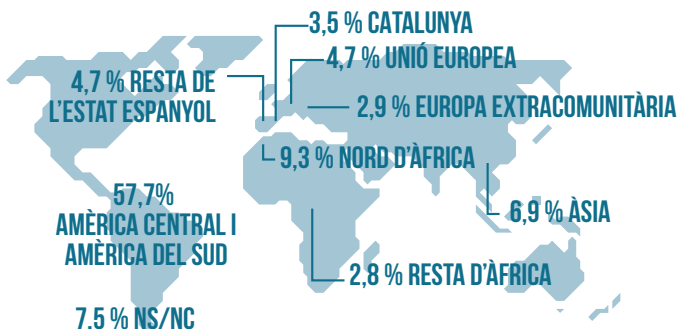 3,5 % CATALUNYA
4,7 % UNIÓ EUROPEA
4,7 % RESTA DE
L'ESTAT ESPANYOL
2,9 % EUROPA EXTRACOMUNITÀRIA
9,3 % NORD D'ÀFRICA
57,7%
AMÈRICA CENTRAL I
AMÈRICA DEL SUD
6,9 % ÀSIA
2,8 % RESTA D'ÀFRICA
7,5 % NS/NC